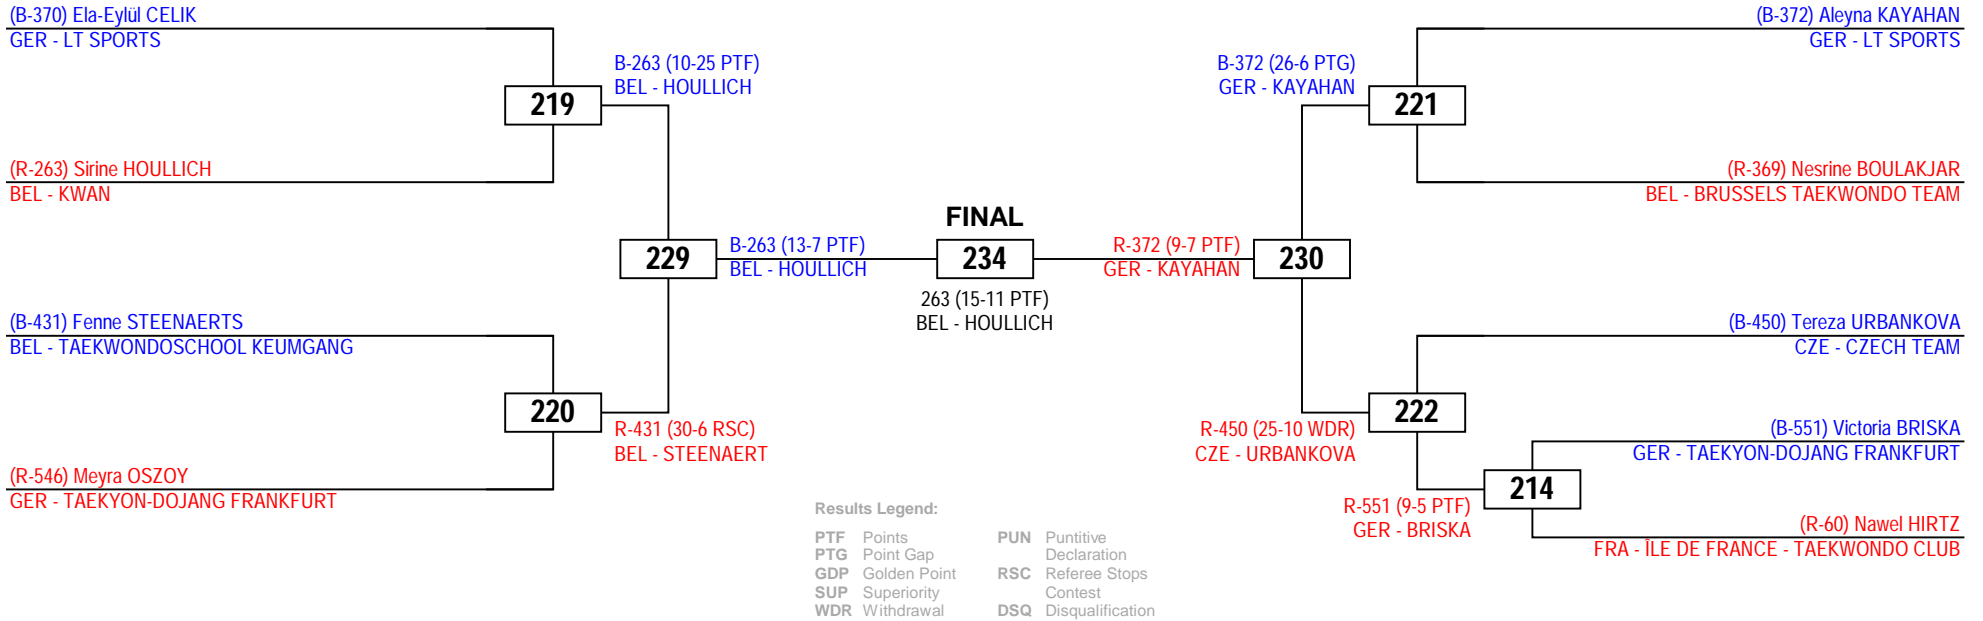 (B-370) Ela-Eylül CELIK
GER - LT SPORTS
(B-372) Aleyna KAYAHAN
GER - LT SPORTS
B-263 (10-25 PTF)
BEL - HOULLICH
B-372 (26-6 PTG)
GER - KAYAHAN
219
221
(R-263) Sirine HOULLICH
BEL - KWAN
(R-369) Nesrine BOULAKJAR
BEL - BRUSSELS TAEKWONDO TEAM
FINAL
229
B-263 (13-7 PTF)
BEL - HOULLICH
234
R-372 (9-7 PTF)
GER - KAYAHAN
230
263 (15-11 PTF)
BEL - HOULLICH
(B-431) Fenne STEENAERTS
BEL - TAEKWONDOSCHOOL KEUMGANG
(B-450) Tereza URBANKOVA
CZE - CZECH TEAM
220
222
R-431 (30-6 RSC)
BEL - STEENAERT
R-450 (25-10 WDR)
CZE - URBANKOVA
(B-551) Victoria BRISKA
GER - TAEKYON-DOJANG FRANKFURT
(R-546) Meyra OSZOY
GER - TAEKYON-DOJANG FRANKFURT
214
R-551 (9-5 PTF)
GER - BRISKA
(R-60) Nawel HIRTZ
FRA - ÎLE DE FRANCE - TAEKWONDO CLUB
Results Legend:
PTF Points
PTG Point Gap
GDP Golden Point
SUP Superiority
WDR Withdrawal
PUN Puntitive
Declaration
RSC Referee Stops
Contest
DSQ Disqualification